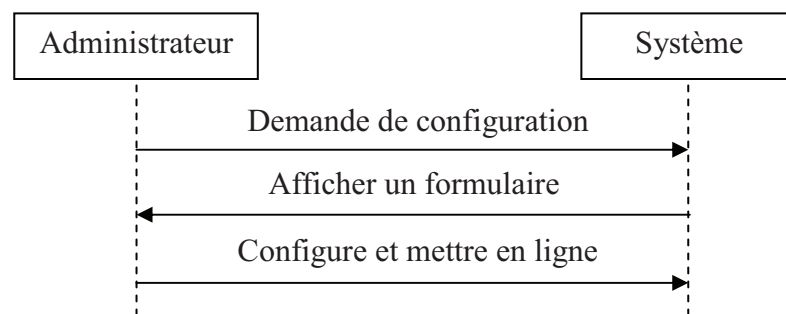 Administrateur
Système
Demande de configuration
Afficher un formulaire
Configure et mettre en ligne